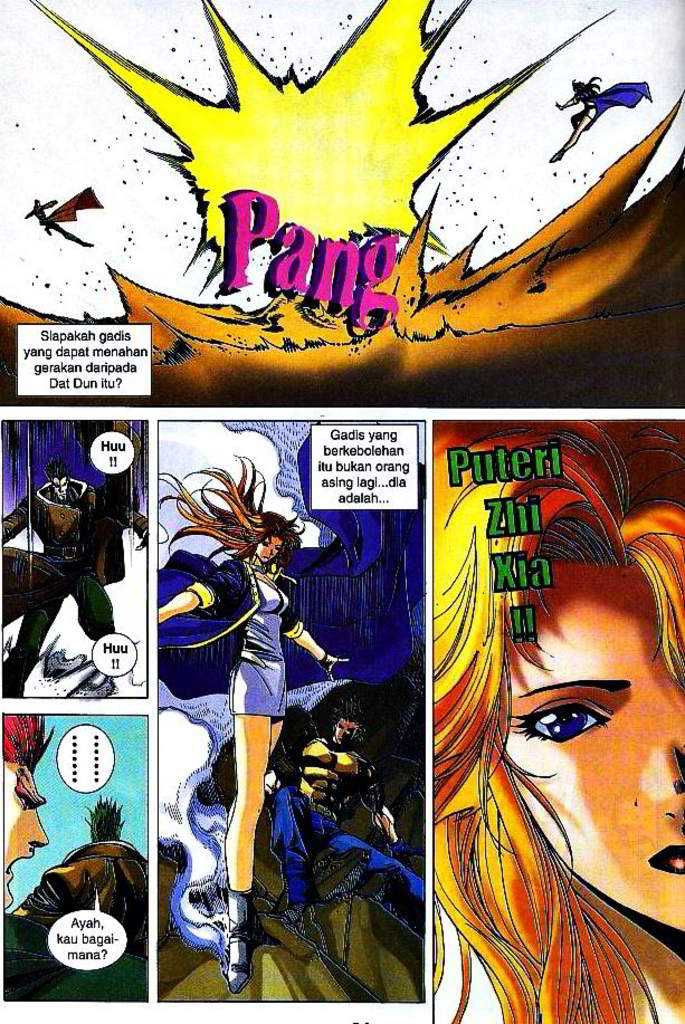 Pang
Siapakah gadis
yang dapat menahan
gerakan daripada
Dat Dun itu?
Huu
!!
Huu
!!
Gadis yang
berkebolehan
itu bukan orang
asing lagi...dia
adalah...
Puteri
Zhi
Xia
!!
Ayah,
kau bagai-
mana?